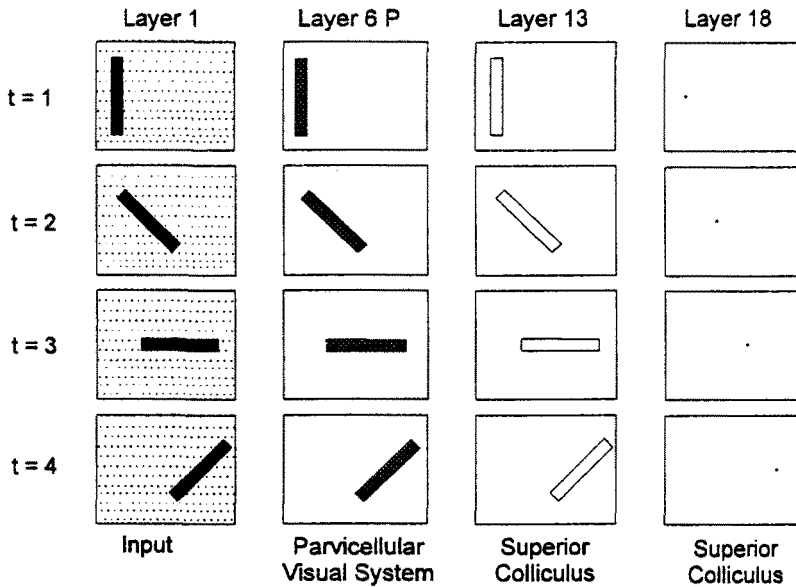 Layer 1 Layer 6 P Layer 13 Layer 18
t = 1
t = 2
t = 3
t = 4
Input Parvicellular Superior Superior
Visual System Colliculus Colliculus